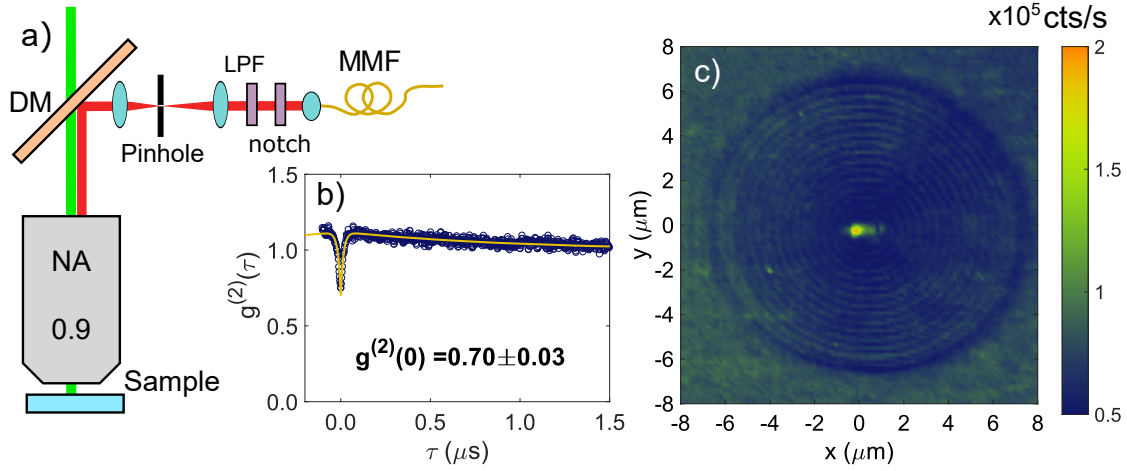 a)
DM
LPF
MMF
Pinhole
notch
NA
0.9
Sample
b)
g(2)(τ)
1.5
1.0
0.5
0.0
g(2)(0) =0.70±0.03
0.0
0.5
1.0
1.5
τ (μs)
c)
x10⁵ cts/s
y (μm)
8
6
4
2
0
-2
-4
-6
-8
-8
-6
-4
-2
0
2
4
6
8
x (μm)
2
1.5
1
0.5